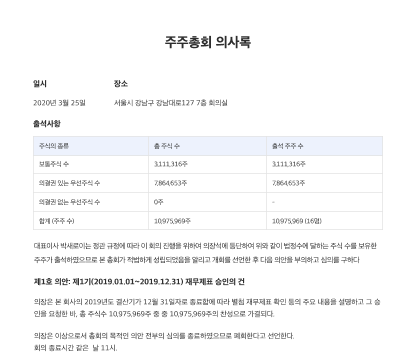 주주총회 의사록
일시 장소
2020년 3월 25일 서울시 강남구 강남대로127 7층 회의실
출석사항
주식의 종류 총 주식 수 출석 주주 수
보통주식 수 3,111,316주 3,111,316주
의결권 있는 우선주식 수 7,864,653주 7,864,653주
의결권 없는 우선주식 수 0주 -
합계 (주주 수) 10,975,969주 10,975,969 (16명)
대표이사 박새로이는 정관 규정에 따라 이 회의 진행을 위하여 의장석에 등단하여 위와 같이 법정수에 달하는 주식 수를 보유한
주주가 출석하였으므로 본 총회가 적법하게 성립되었음을 알리고 개회를 선언한 후 다음 의안을 부의하고 심의를 구하다
제1호 의안: 제1기(2019.01.01~2019.12.31) 재무제표 승인의 건
의장은 본 회사의 2019년도 결산기가 12월 31일자로 종료함에 따라 별첨 재무제표 확인 등의 주요 내용을 설명하고 그 승
인을 요청한 바, 총 주식수 10,975,969주 중 중 10,975,969주의 찬성으로 가결되다.
의장은 이상으로서 총회의 목적인 의안 전부의 심의를 종료하였으므로 폐회한다고 선언한다.
회의 종료시간 같은 날 11시.